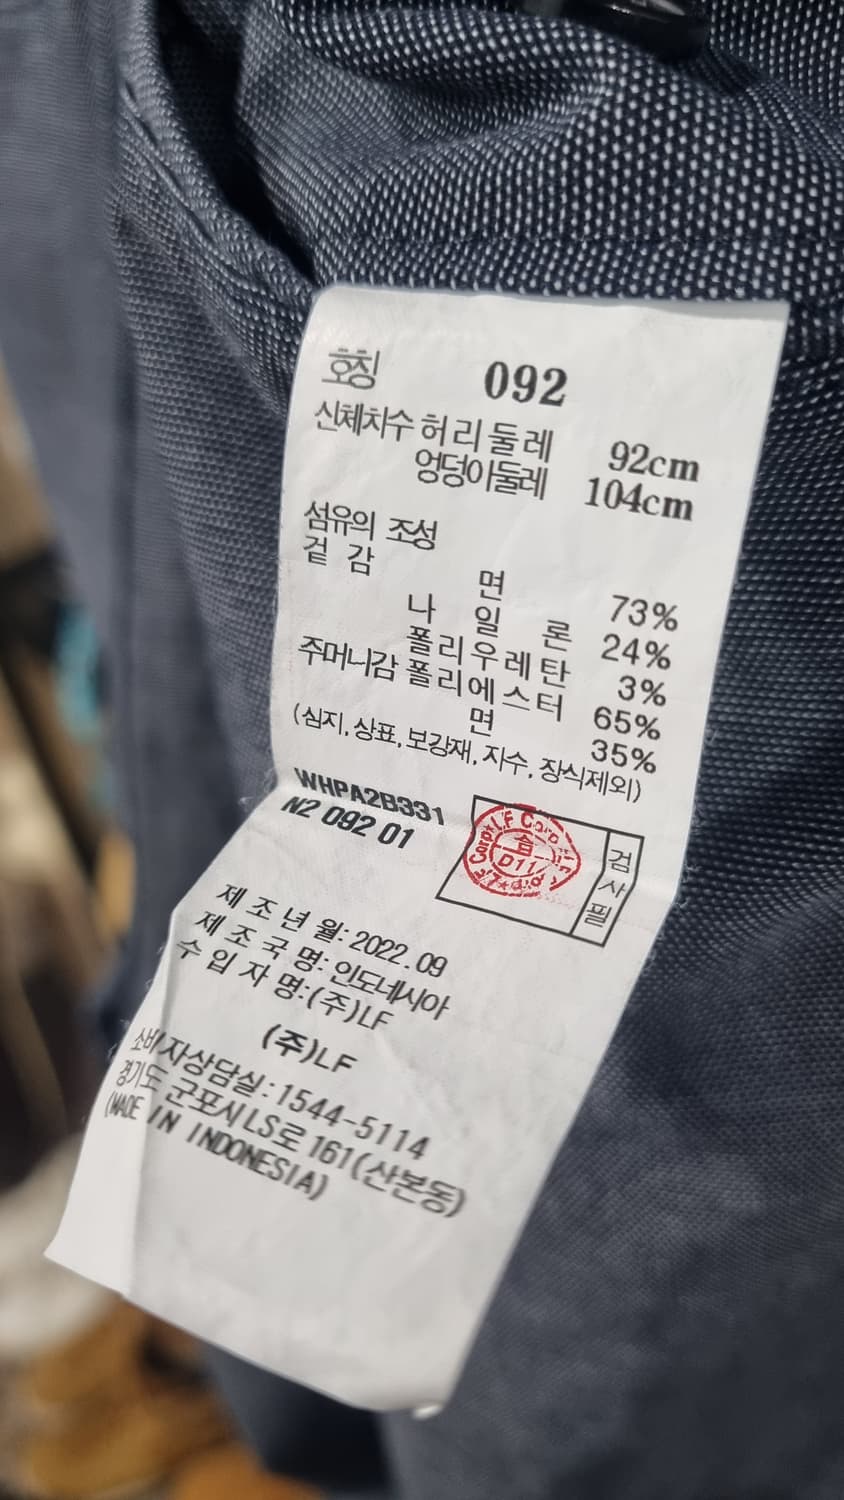 호칭 092
신체치수 허리둘레 92cm
엉덩이둘레 104cm
섬유의 조성
겉 감
면 73%
나 일 론 24%
폴리우레탄 3%
주머니감 폴리에스터 65%
면 35%
(심지, 상표, 보강재, 자수, 장식제외)
WHPA2B331
N2 092 01
LF Corp
D11
검사필
제 조 년 월: 2022. 09
제 조 국 명: 인도네시아
수 입 자 명:(주)LF
(주)LF
소비자상담실:1544-5114
경기도 군포시 LS로 161(산본동)
(MADE IN INDONESIA)